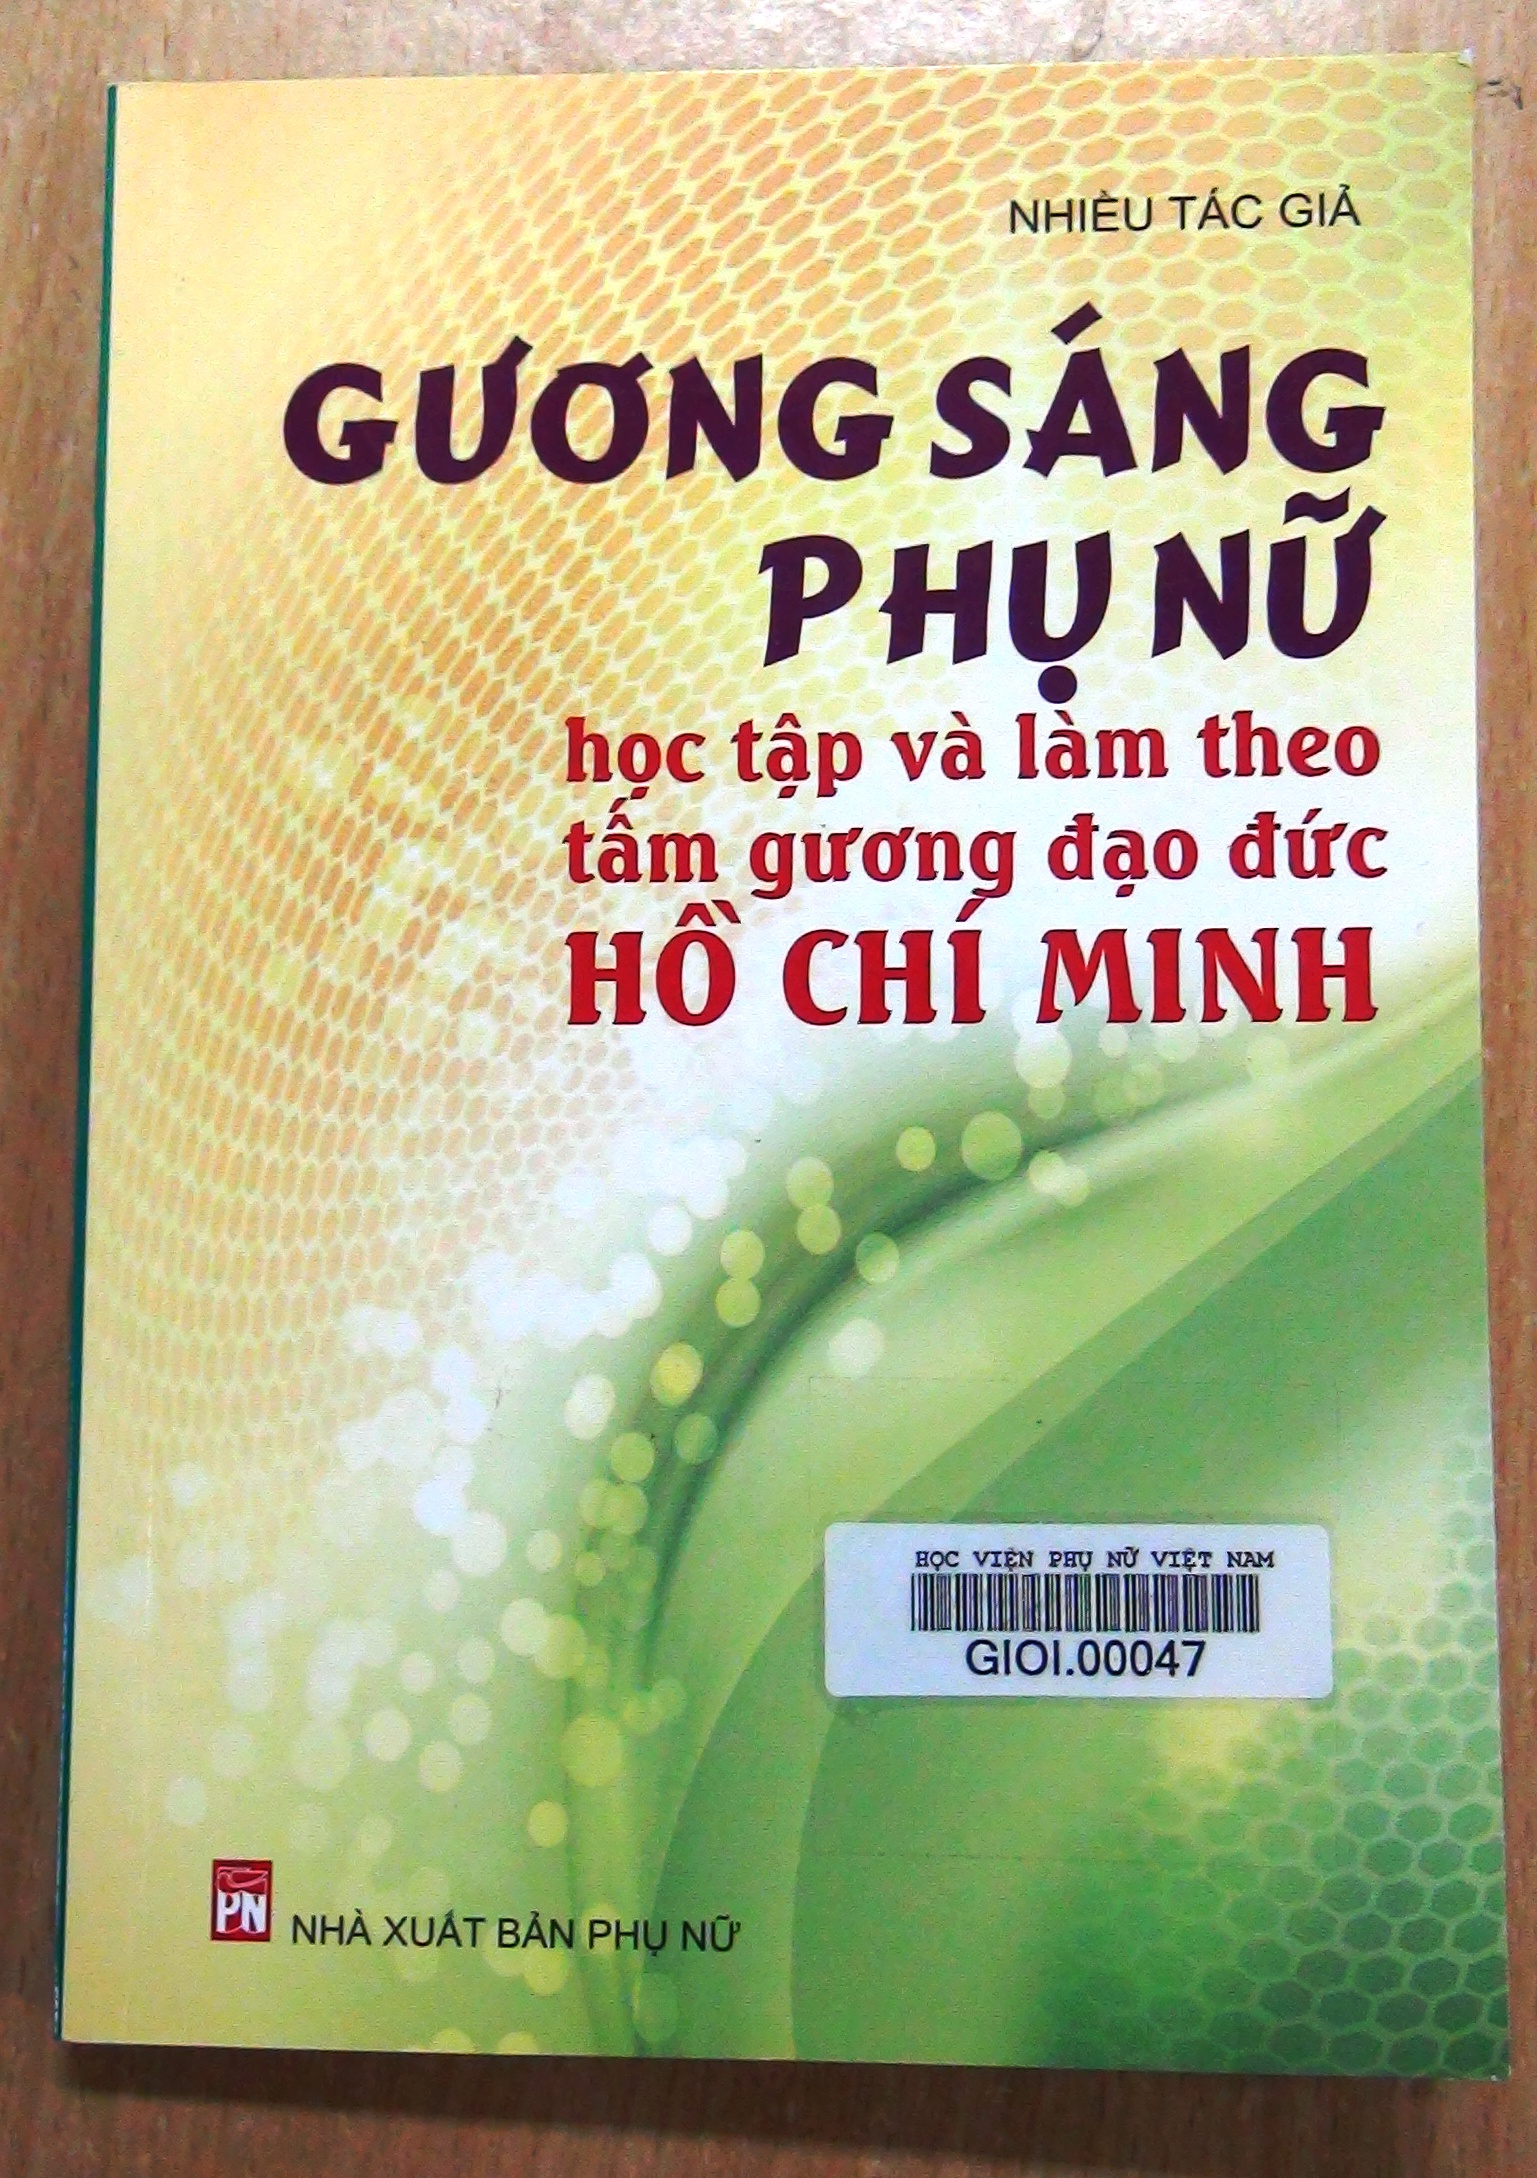 NHIỀU TÁC GIẢ
GƯƠNG SÁNG
PHỤ NỮ
học tập và làm theo
tấm gương đạo đức
HỒ CHÍ MINH
HỌC VIỆN PHỤ NỮ VIỆT NAM
GIOI.00047
PN
NHÀ XUẤT BẢN PHỤ NỮ